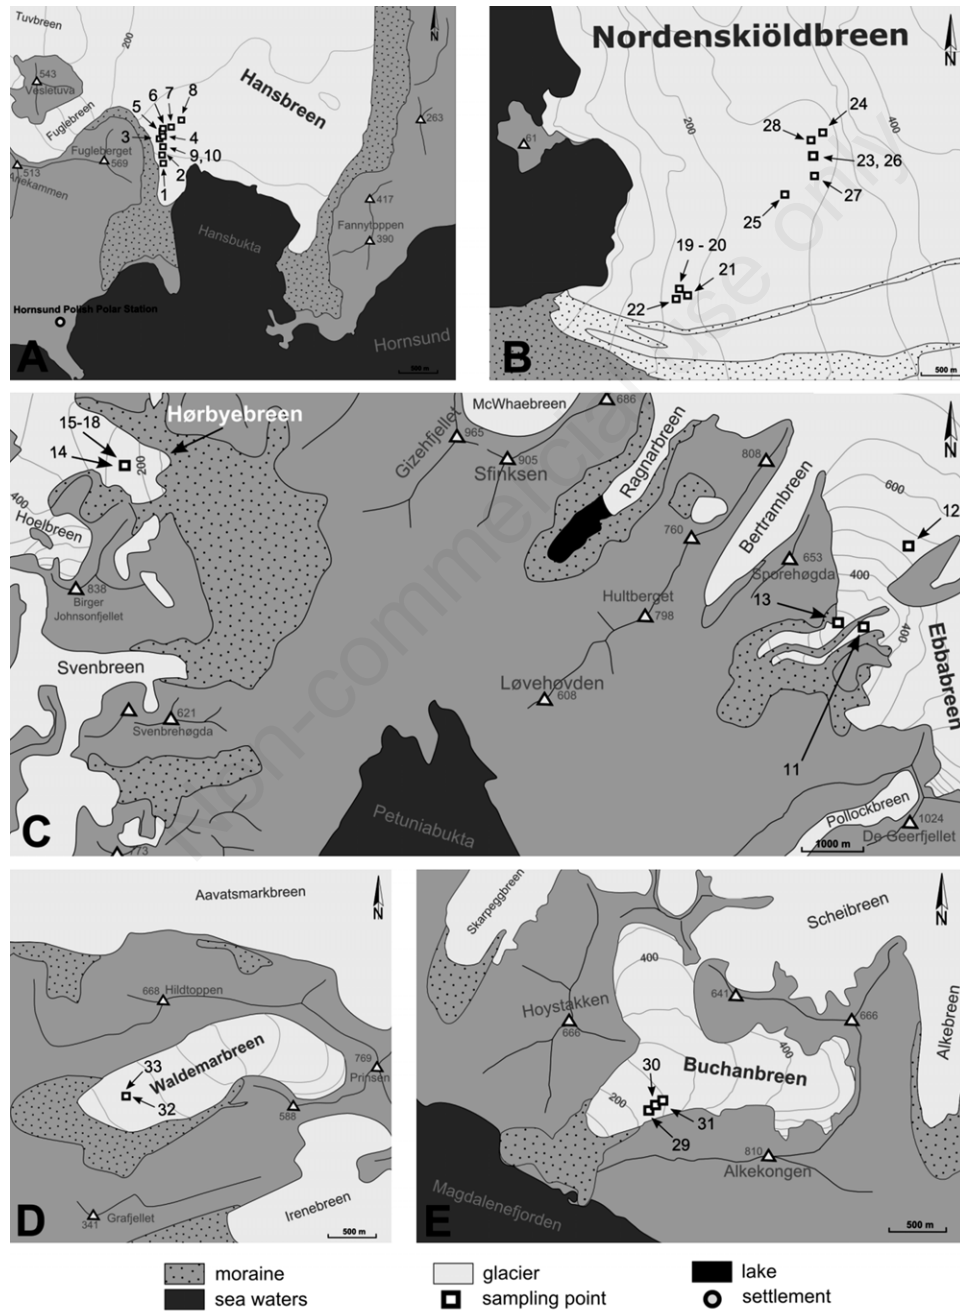 Tuvbreen
200
N
543
Vesletuva
Hansbreen
5 6 7 8
263
Fuglebreen
3 4
Fugleberget
569
9,10
513
Ariekammen
2
1
417
Hansbukta
Fannytoppen
390
Hornsund Polish Polar Station
Hornsund
A
500 m
Nordenskiöldbreen
N
200
24
400
28
61
23, 26
27
25
19 - 20
21
22
B
500 m
Hørbyebreen
15-18
14
200
400
Hoelbreen
838
Birger
Johnsonfjellet
Svenbreen
621
Svenbrehøgda
773
C
McWhaebreen
686
Gizehfjellet
965
905
Sfinksen
Ragnarbreen
808
760
Bertrambreen
N
600
12
653
Sporehøgda
400
Hultberget
798
13
400
Ebbabreen
Løvehovden
608
11
Petuniabukta
Pollockbreen
1024
De Geerfjellet
1000 m
Non-commercial use only
Aavatsmarkbreen
N
668
Hildtoppen
Waldemarbreen
769
Prinsen
33
32
588
D
Irenebreen
341
Grafjellet
500 m
Skarpeggbreen
Scheibreen
N
400
641
Hoystakken
666
666
Alkebreen
400
30
Buchanbreen
200
31
29
810
Alkekongen
Magdalenefjorden
E
500 m
moraine
glacier
lake
sea waters
sampling point
settlement